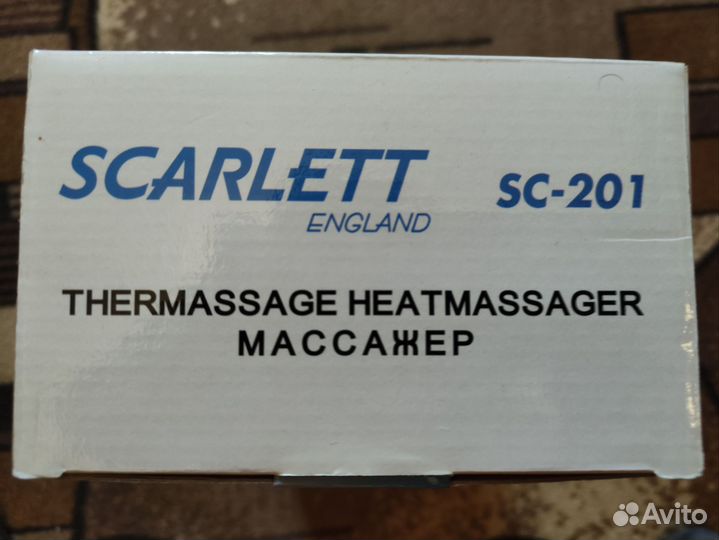 SCARLETT SC-201
ENGLAND
THERMASSAGE HEATMASSAGER
МАССАЖЕР
Avito